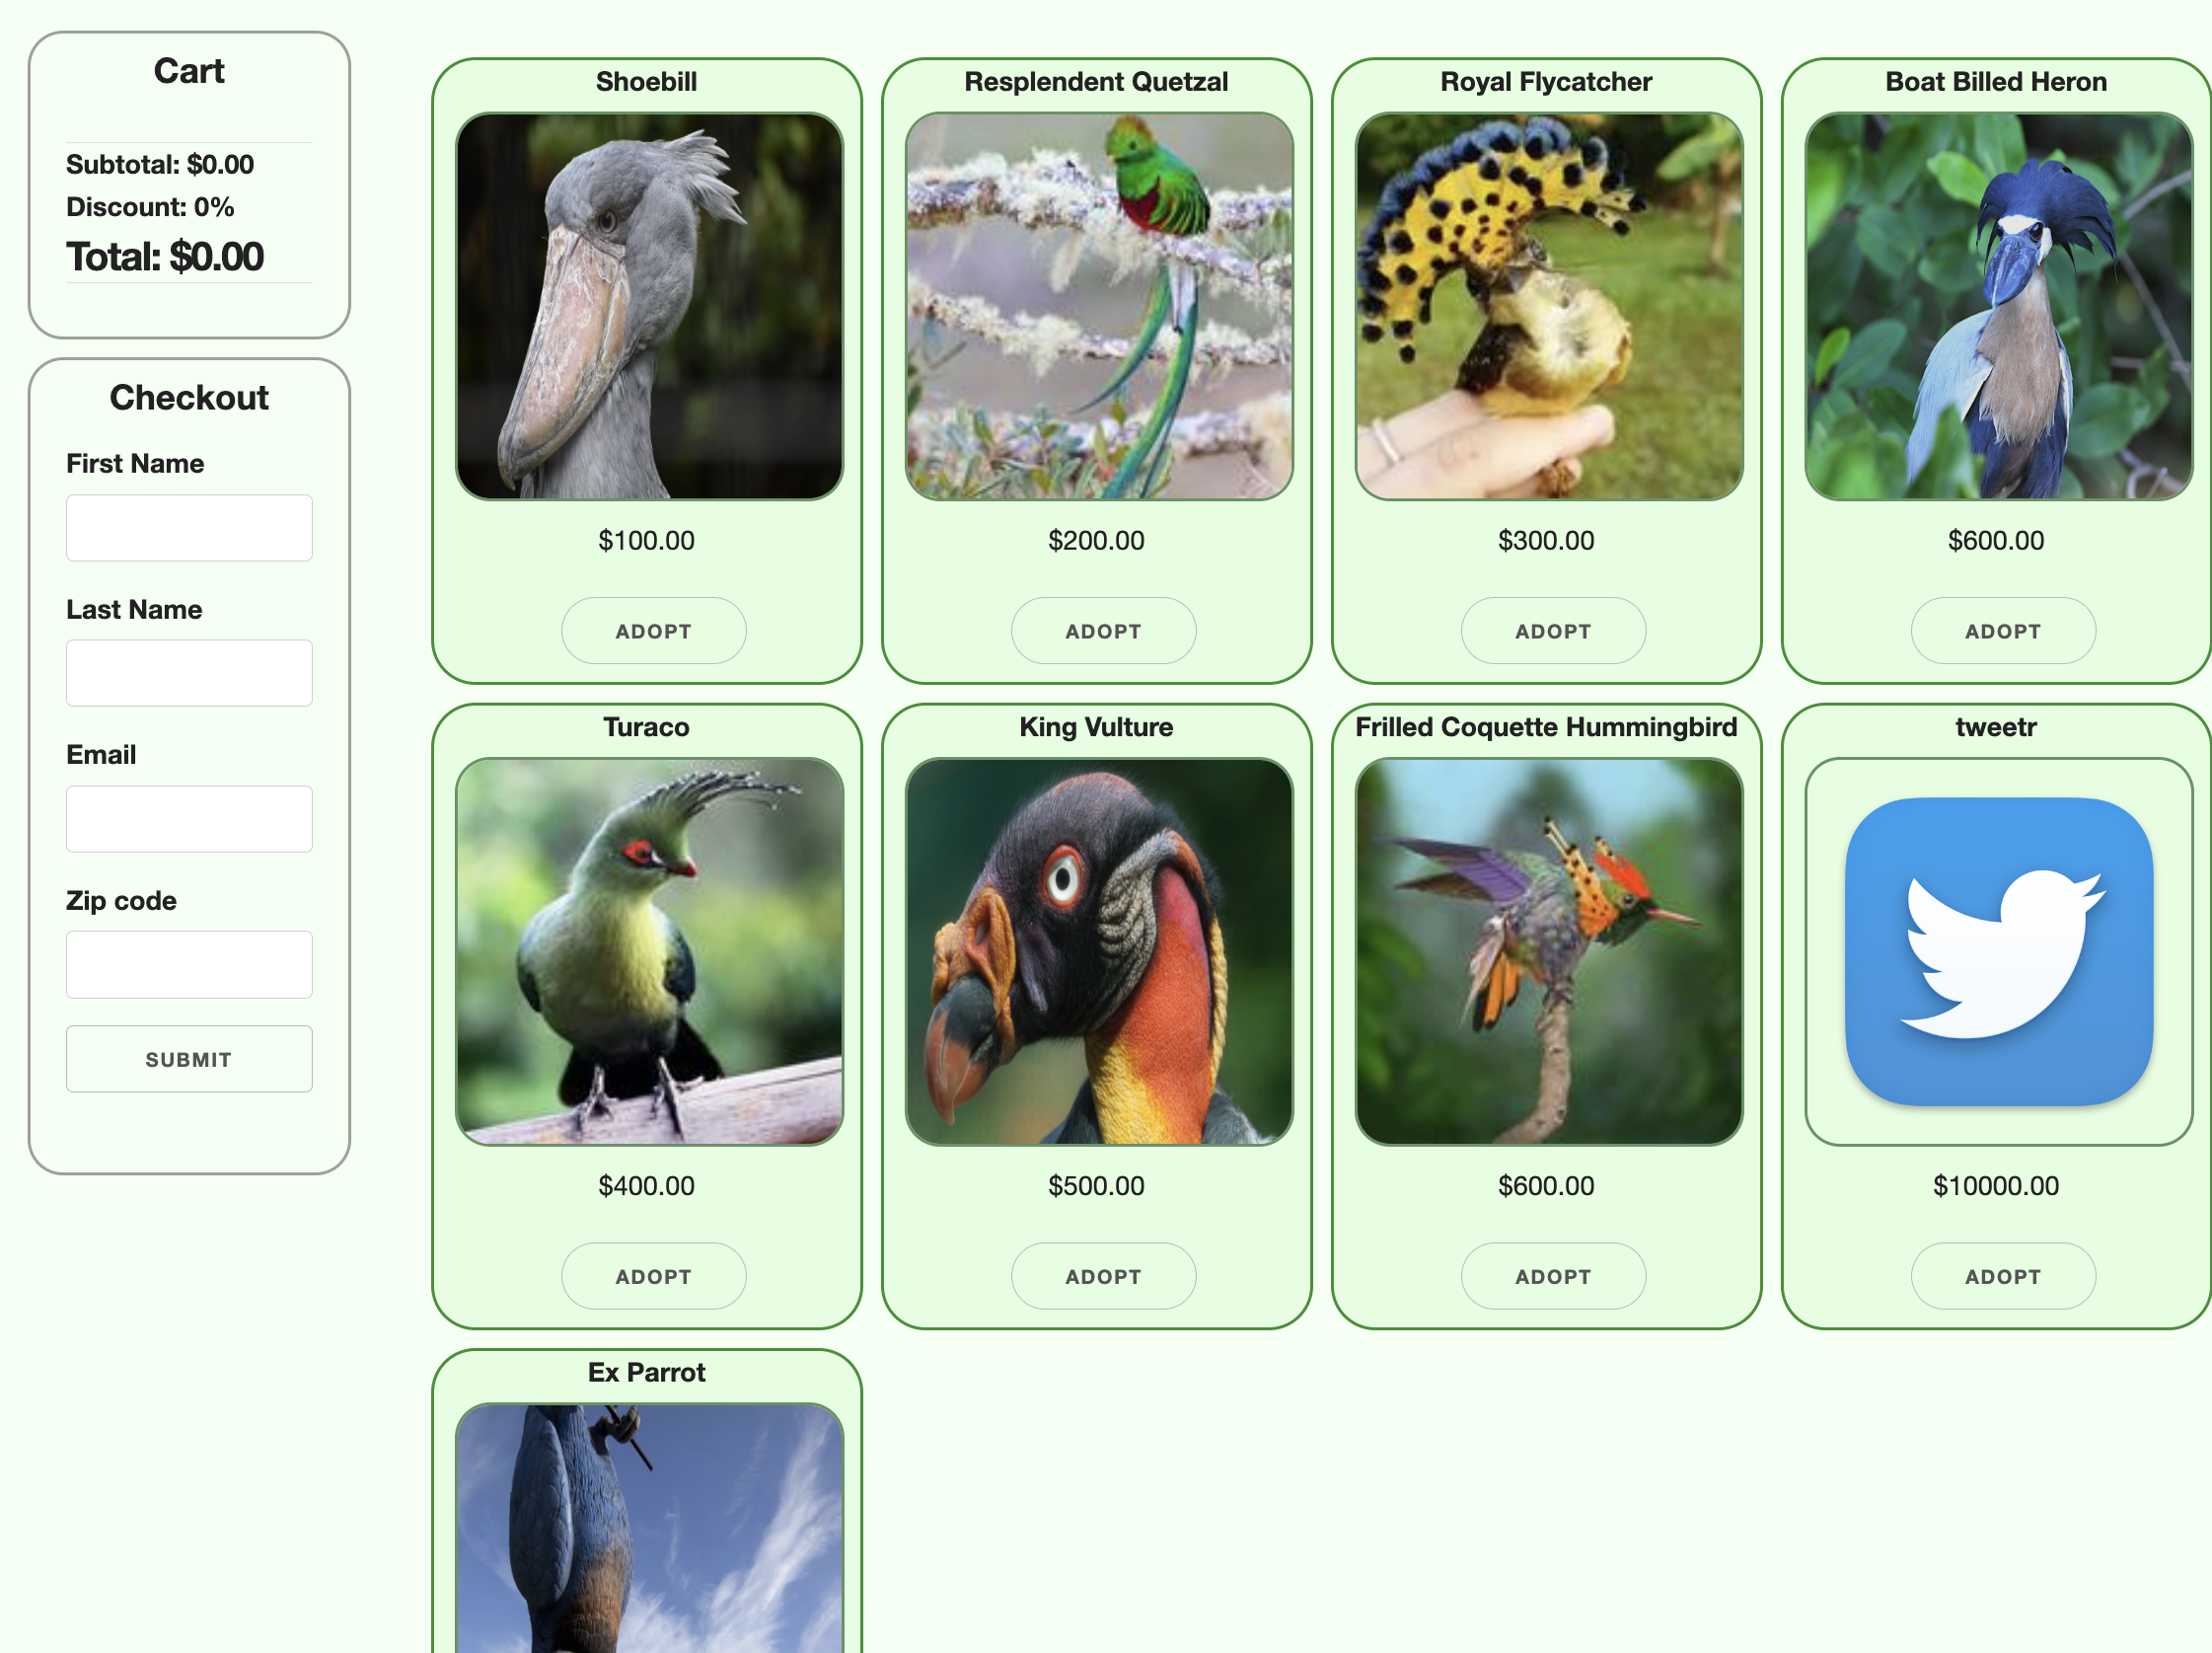 Cart
Subtotal: $0.00
Discount: 0%
Total: $0.00
Checkout
First Name
Last Name
Email
Zip code
SUBMIT
Shoebill
$100.00
ADOPT
Resplendent Quetzal
$200.00
ADOPT
Royal Flycatcher
$300.00
ADOPT
Boat Billed Heron
$600.00
ADOPT
Turaco
$400.00
ADOPT
King Vulture
$500.00
ADOPT
Frilled Coquette Hummingbird
$600.00
ADOPT
tweetr
$10000.00
ADOPT
Ex Parrot